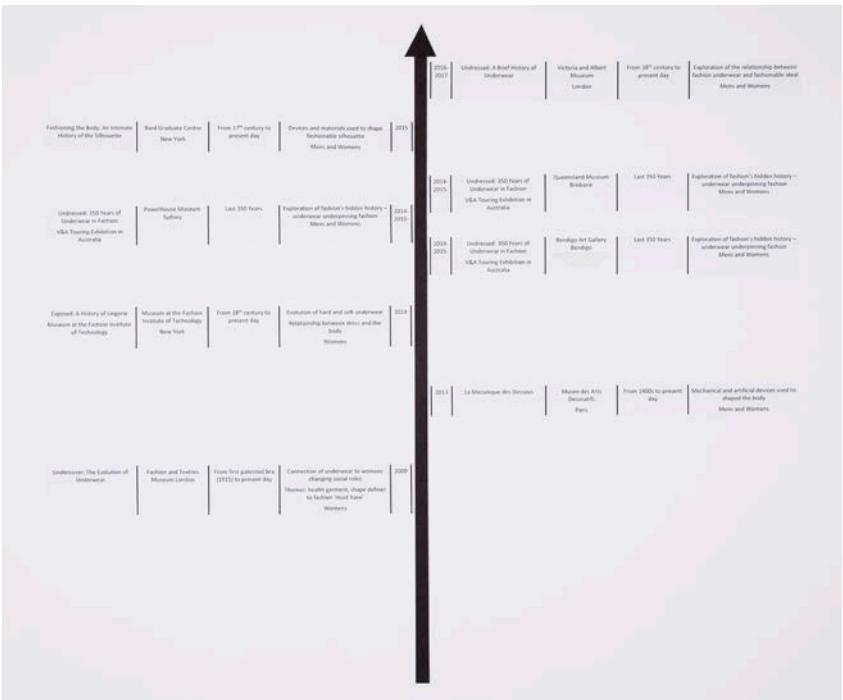 2016-
2017
Undressed: A Brief History of
Underwear
Victoria and Albert
Museum
London
From 18th century to
present day
Exploration of the relationship between
fashion underwear and fashionable ideal
Mens and Womens
Fashioning the Body: An Intimate
History of the Silhouette
Bard Graduate Centre
New York
From 17th century to
present day
Devices and materials used to shape
fashionable silhouette
Mens and Womens
2015
2014-
2015
Undressed: 350 Years of
Underwear in Fashion
V&A Touring Exhibition in
Australia
Queensland Museum
Brisbane
Last 350 Years
Exploration of fashion's hidden history –
underwear underpinning fashion
Mens and Womens
Undressed: 350 Years of
Underwear in Fashion
V&A Touring Exhibition in
Australia
Powerhouse Museum
Sydney
Last 350 Years
Exploration of fashion's hidden history
– underwear underpinning fashion
Mens and Womens
2014-
2015
2014-
2015
Undressed: 350 Years of
Underwear in Fashion
V&A Touring Exhibition in
Australia
Bendigo Art Gallery
Bendigo
Last 350 Years
Exploration of fashion's hidden history –
underwear underpinning fashion
Mens and Womens
Exposed: A History of Lingerie
Museum at the Fashion Institute
of Technology
Museum at the Fashion
Institute of Technology
New York
From 18th century to
present day
Evolution of hard and soft underwear
Relationship between dress and the
body
Womens
2014
2013
La Mecanique des Dessous
Musee des Arts
Decoratifs
Paris
From 1400s to present
day
Mechanical and artificial devices used to
shaped the body
Mens and Womens
Undercover: The Evolution of
Underwear
Fashion and Textiles
Museum London
From first patented bra
(1915) to present day
Connection of underwear to womens
changing social roles
Themes: health garment, shape definer
to fashion 'must have'
Womens
2009